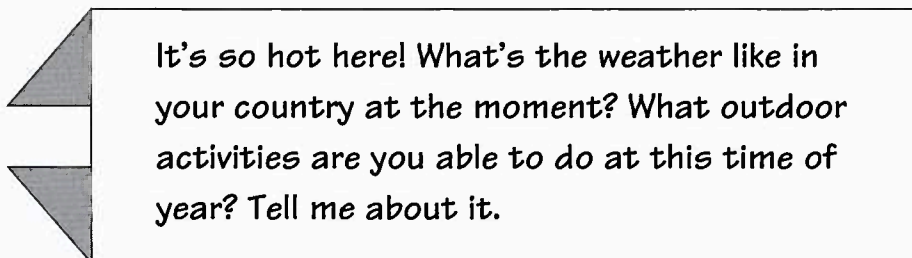 It's so hot here! What's the weather like in
your country at the moment? What outdoor
activities are you able to do at this time of
year? Tell me about it.